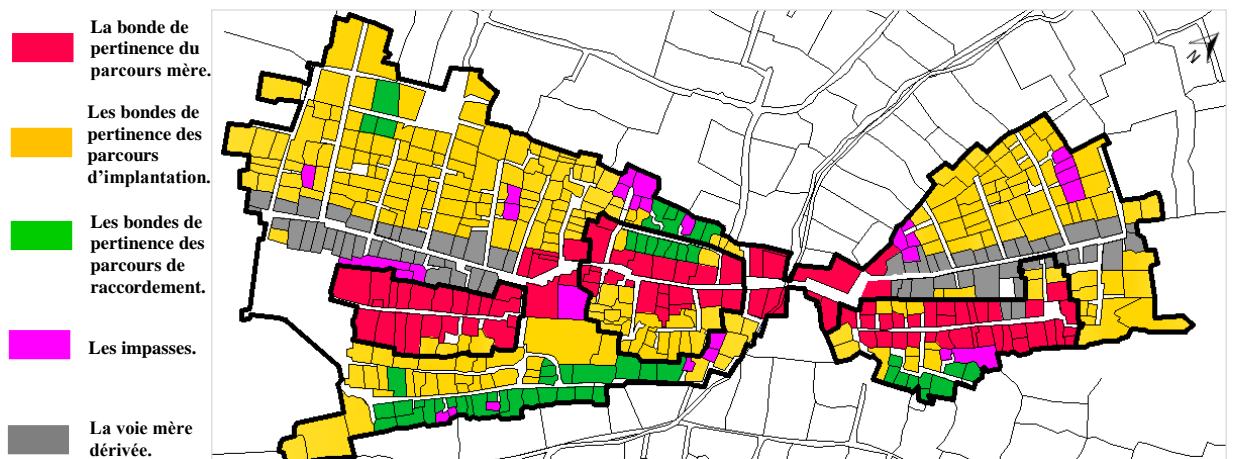 La bonde de
pertinence du
parcours mère.
Les bondes de
pertinence des
parcours
d'implantation.
Les bondes de
pertinence des
parcours de
raccordement.
Les impasses.
La voie mère
dérivée.
N